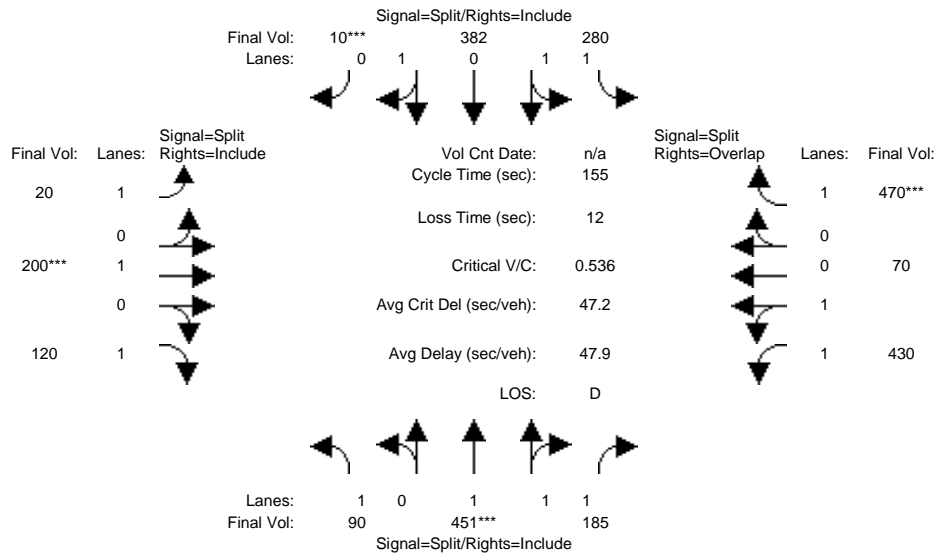 Signal=Split/Rights=Include
Final Vol: 10*** 382 280
Lanes: 0 1 0 1 1
Signal=Split
Final Vol: Lanes: Rights=Include
Vol Cnt Date: n/a
Signal=Split
Rights=Overlap Lanes: Final Vol:
Cycle Time (sec): 155
20 1
1 470***
Loss Time (sec): 12
0
0
200*** 1
Critical V/C: 0.536
0 70
0
Avg Crit Del (sec/veh): 47.2
1
120 1
Avg Delay (sec/veh): 47.9
1 430
LOS: D
Lanes: 1 0 1 1 1
Final Vol: 90 451*** 185
Signal=Split/Rights=Include